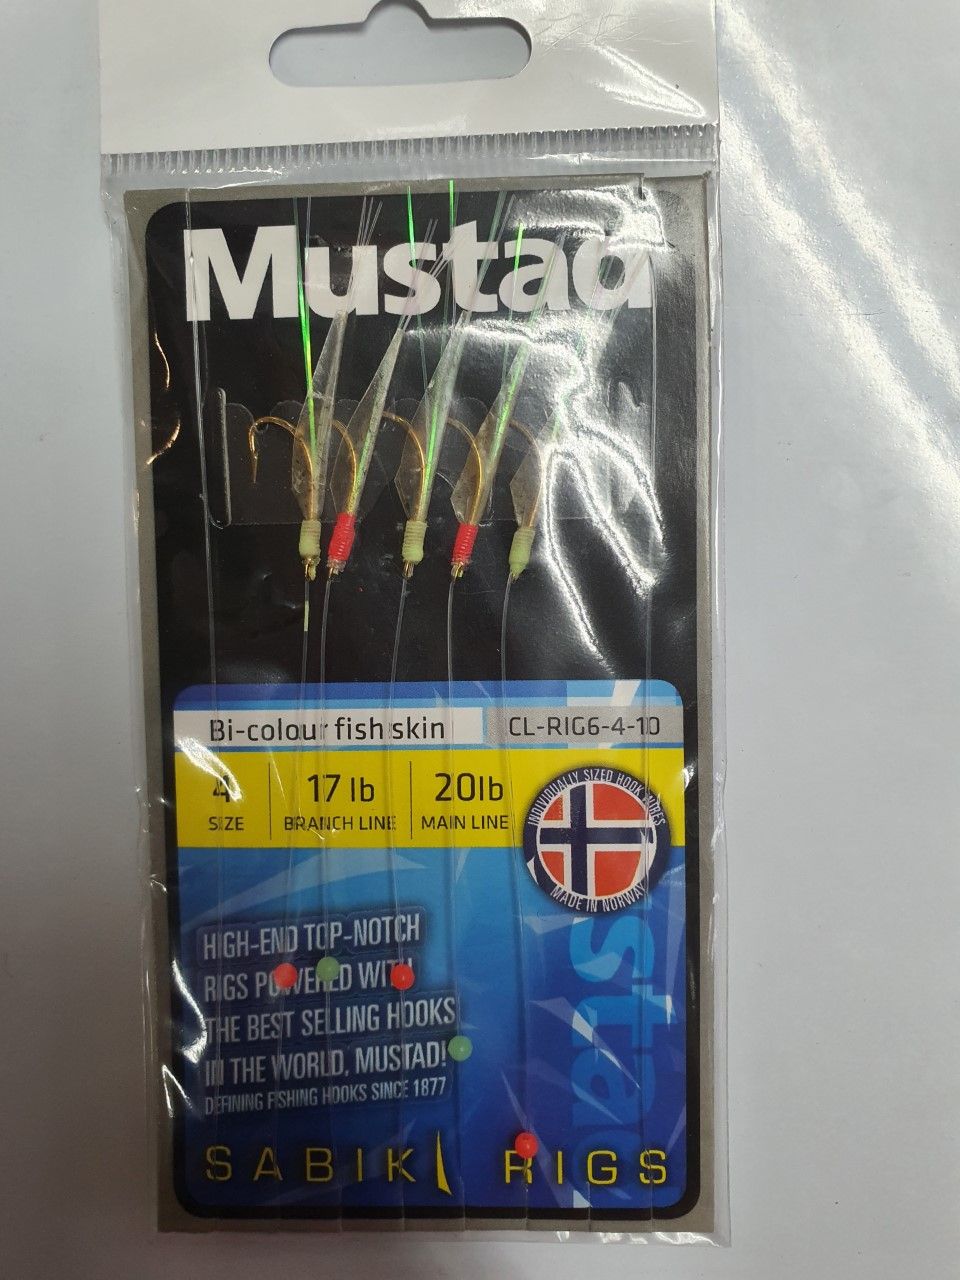 Mustad
Bi-colour fish skin
CL-RIG6-4-10
4
SIZE
17 lb
BRANCH LINE
20lb
MAIN LINE
INDIVIDUALLY SIZED HOOK WIRES
MADE IN NORWAY
HIGH-END TOP-NOTCH
RIGS POWERED WITH
THE BEST SELLING HOOKS
IN THE WORLD, MUSTAD!
DEFINING FISHING HOOKS SINCE 1877
stad
SABIKI RIGS